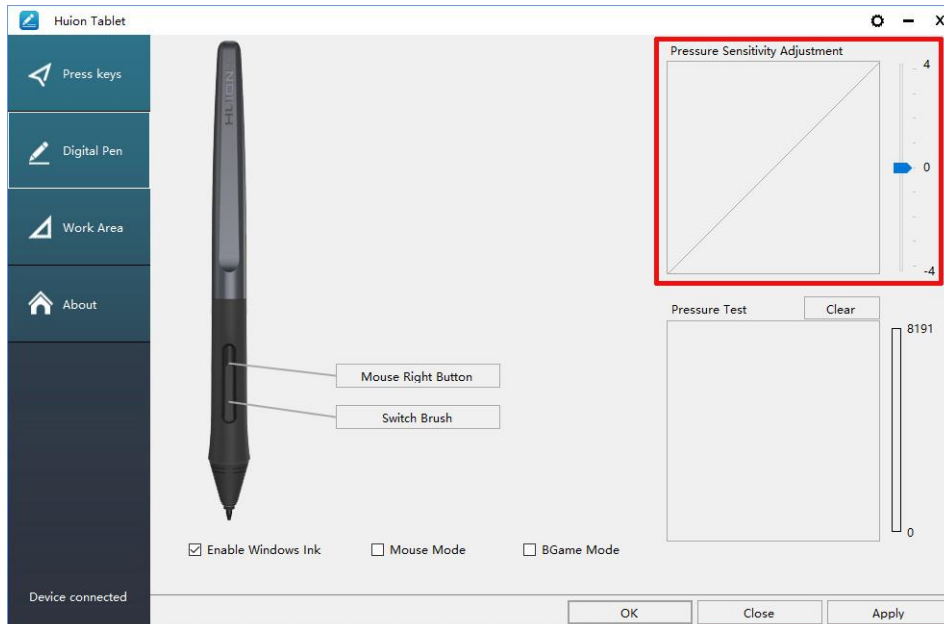 Huion Tablet
X
Press keys
Digital Pen
Work Area
About
Device connected
HUION
Mouse Right Button
Switch Brush
Enable Windows Ink
Mouse Mode
BGame Mode
Pressure Sensitivity Adjustment
4
0
-4
Pressure Test
Clear
8191
0
OK
Close
Apply